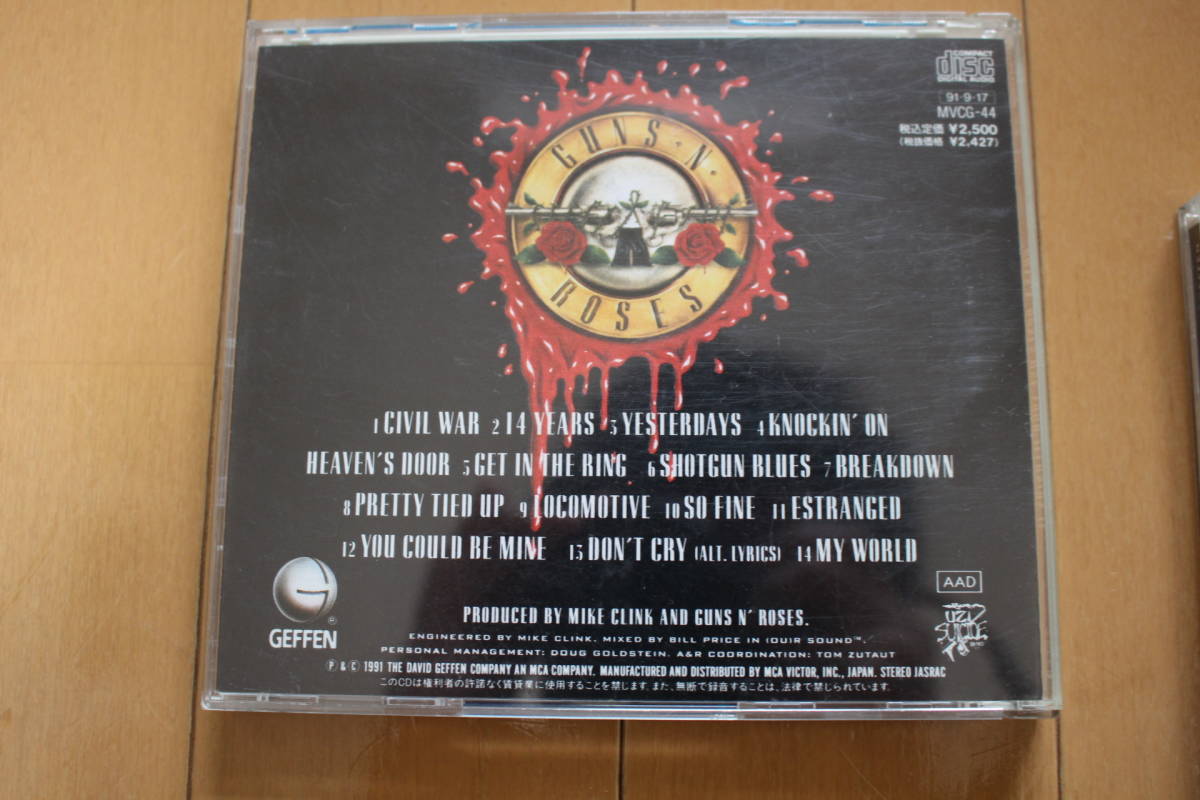 COMPACT
disc
DIGITAL AUDIO
91·9·17
MVCG-44
税込定価 ¥2,500
(税抜価格 ¥2,427)
GUNS · N ·
ROSES
1 CIVIL WAR 2 14 YEARS 3 YESTERDAYS 4 KNOCKIN' ON
HEAVEN'S DOOR 5 GET IN THE RING 6 SHOTGUN BLUES 7 BREAKDOWN
8 PRETTY TIED UP 9 LOCOMOTIVE 10 SO FINE 11 ESTRANGED
12 YOU COULD BE MINE 13 DON'T CRY (ALT. LYRICS) 14 MY WORLD
AAD
GEFFEN
UZI
SUICIDE
PRODUCED BY MIKE CLINK AND GUNS N' ROSES.
ENGINEERED BY MIKE CLINK. MIXED BY BILL PRICE IN (OUIR SOUND™.
PERSONAL MANAGEMENT: DOUG GOLDSTEIN. A&R COORDINATION: TOM ZUTAUT
Ⓟ & © 1991 THE DAVID GEFFEN COMPANY AN MCA COMPANY. MANUFACTURED AND DISTRIBUTED BY MCA VICTOR, INC., JAPAN. STEREO JASRAC
このCDは権利者の許諾なく賃貸業に使用することを禁じます。また、無断で録音することは、法律で禁じられています。